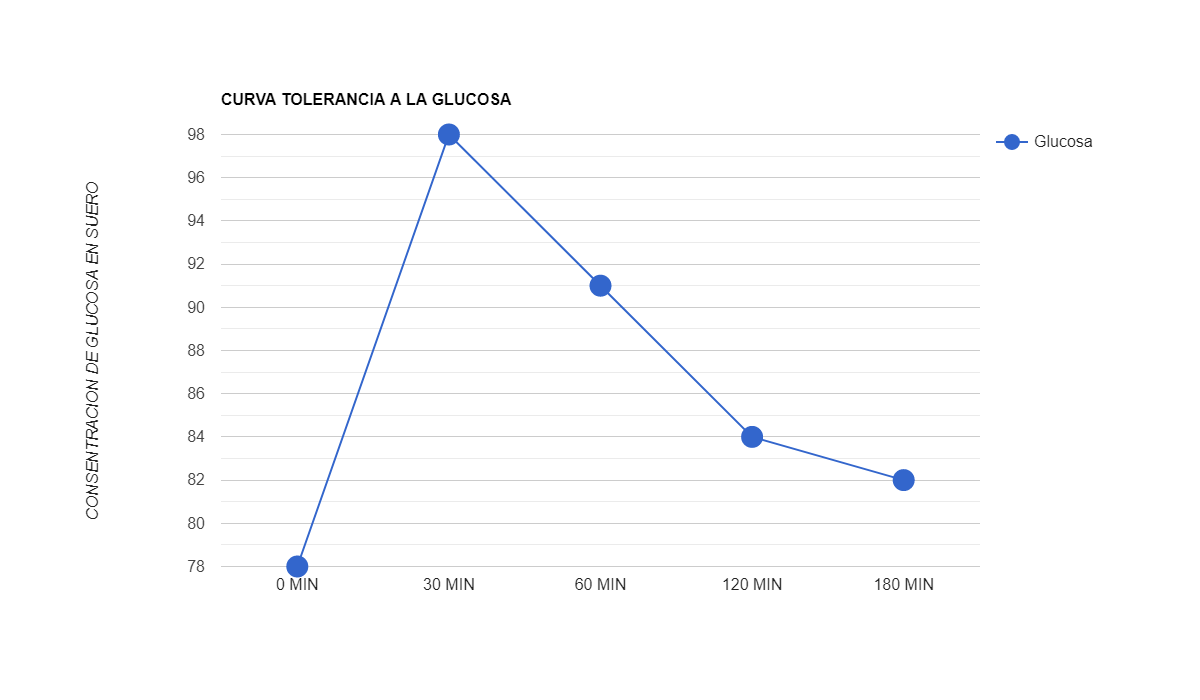 CURVA TOLERANCIA A LA GLUCOSA
CONSENTRACION DE GLUCOSA EN SUERO
98
96
94
92
90
88
86
84
82
80
78
0 MIN
30 MIN
60 MIN
120 MIN
180 MIN
Glucosa